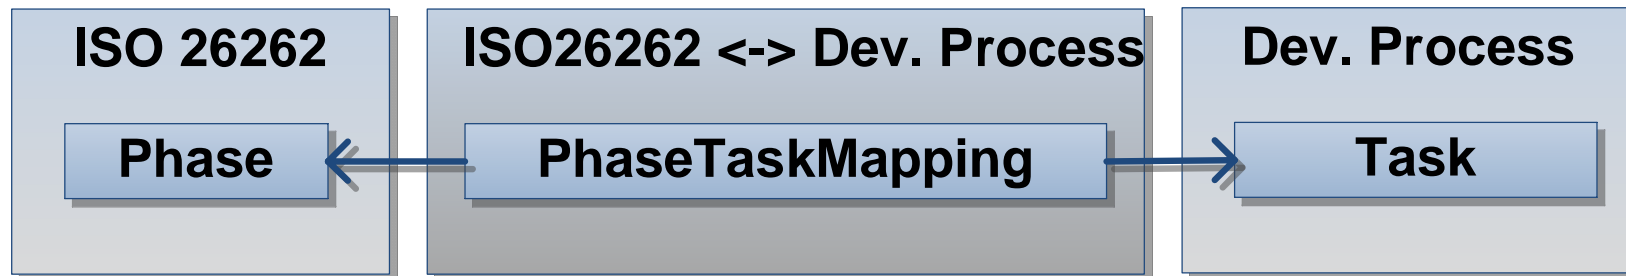 ISO 26262
ISO26262 <-> Dev. Process
Dev. Process
Phase
PhaseTaskMapping
Task